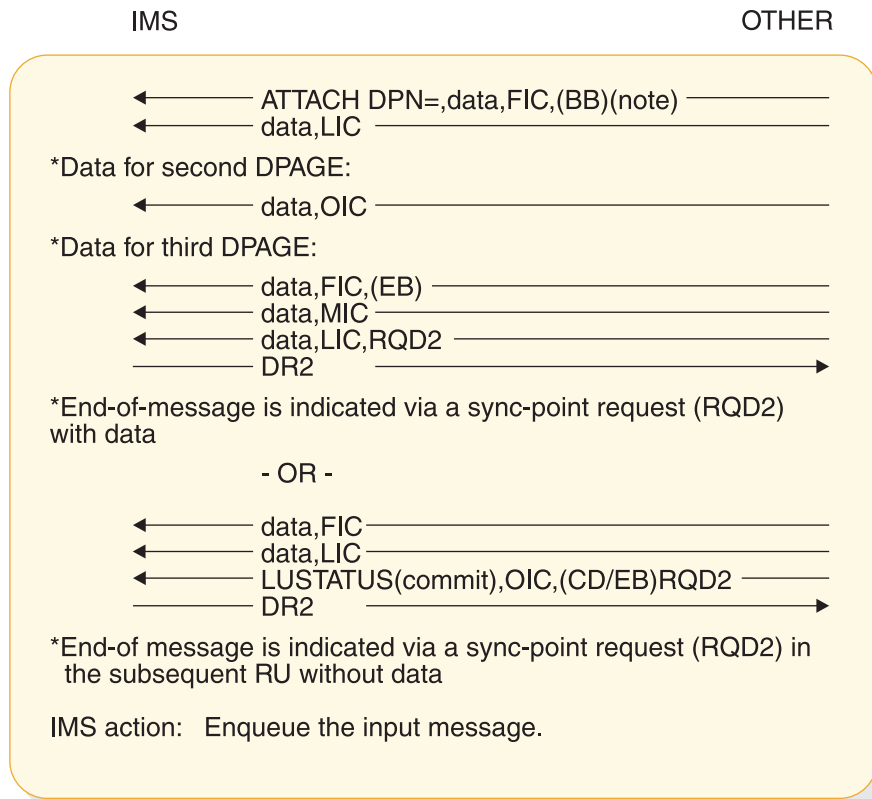 IMS OTHER
ATTACH DPN=,data,FIC,(BB)(note)
data,LIC
*Data for second DPAGE:
data,OIC
*Data for third DPAGE:
data,FIC,(EB)
data,MIC
data,LIC,RQD2
DR2
*End-of-message is indicated via a sync-point request (RQD2)
with data
- OR -
data,FIC
data,LIC
LUSTATUS(commit),OIC,(CD/EB)RQD2
DR2
*End-of message is indicated via a sync-point request (RQD2) in
the subsequent RU without data
IMS action: Enqueue the input message.